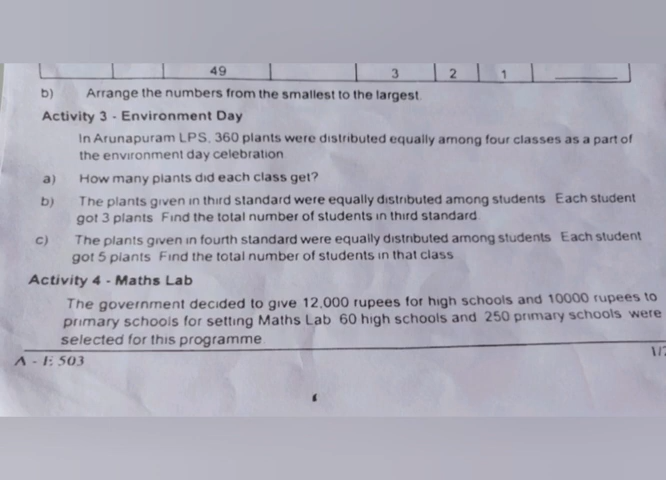 49 3 2 1
b) Arrange the numbers from the smallest to the largest.
Activity 3 - Environment Day
In Arunapuram LPS, 360 plants were distributed equally among four classes as a part of
the environment day celebration
a) How many plants did each class get?
b) The plants given in third standard were equally distributed among students Each student
got 3 plants Find the total number of students in third standard
c) The plants given in fourth standard were equally distributed among students Each student
got 5 plants Find the total number of students in that class
Activity 4 - Maths Lab
The government decided to give 12,000 rupees for high schools and 10000 rupees to
primary schools for setting Maths Lab 60 high schools and 250 primary schools were
selected for this programme
A - E 503 1/2